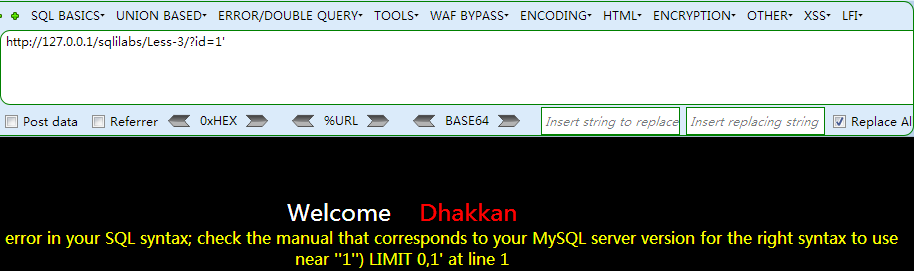 SQL BASICS UNION BASED ERROR/DOUBLE QUERY TOOLS WAF BYPASS ENCODING HTML ENCRYPTION OTHER XSS LFI
http://127.0.0.1/sqlilabs/Less-3/?id=1'
Post data Referrer 0xHEX %URL BASE64 Insert string to replace Insert replacing string Replace Al
Welcome Dhakkan
error in your SQL syntax; check the manual that corresponds to your MySQL server version for the right syntax to use
near ''1'') LIMIT 0,1' at line 1